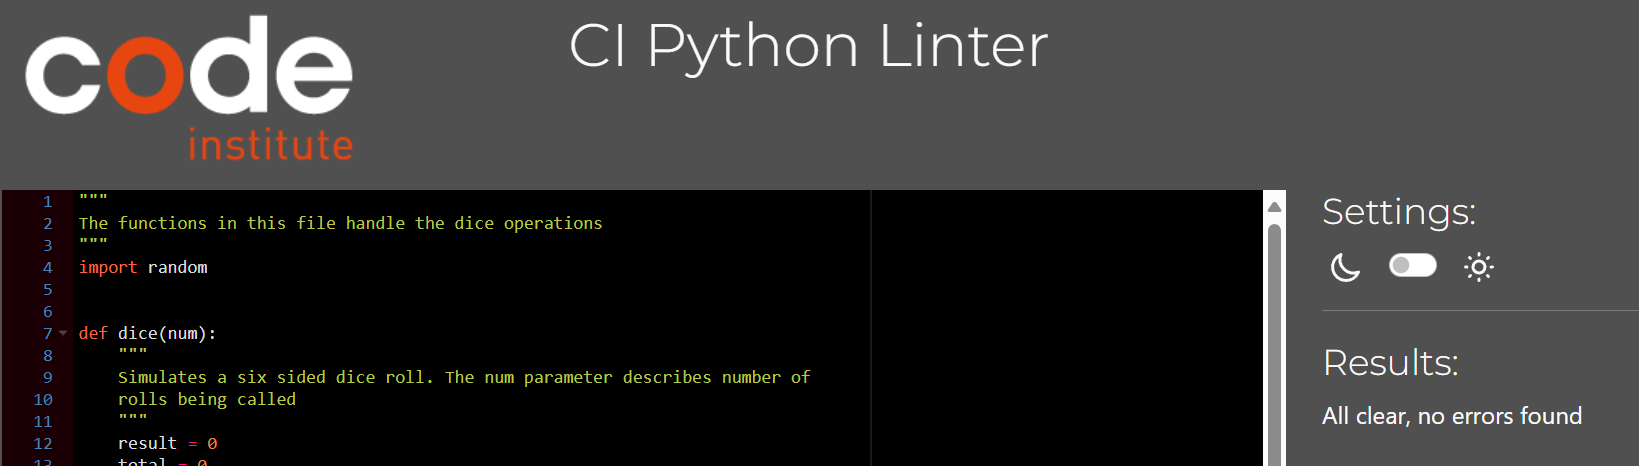 code
institute
CI Python Linter
1 """
2 The functions in this file handle the dice operations
3 """
4 import random
5
6
7 def dice(num):
8 """
9 Simulates a six sided dice roll. The num parameter describes number of
10 rolls being called
11 """
12 result = 0
13 total = 0
Settings:
Results:
All clear, no errors found